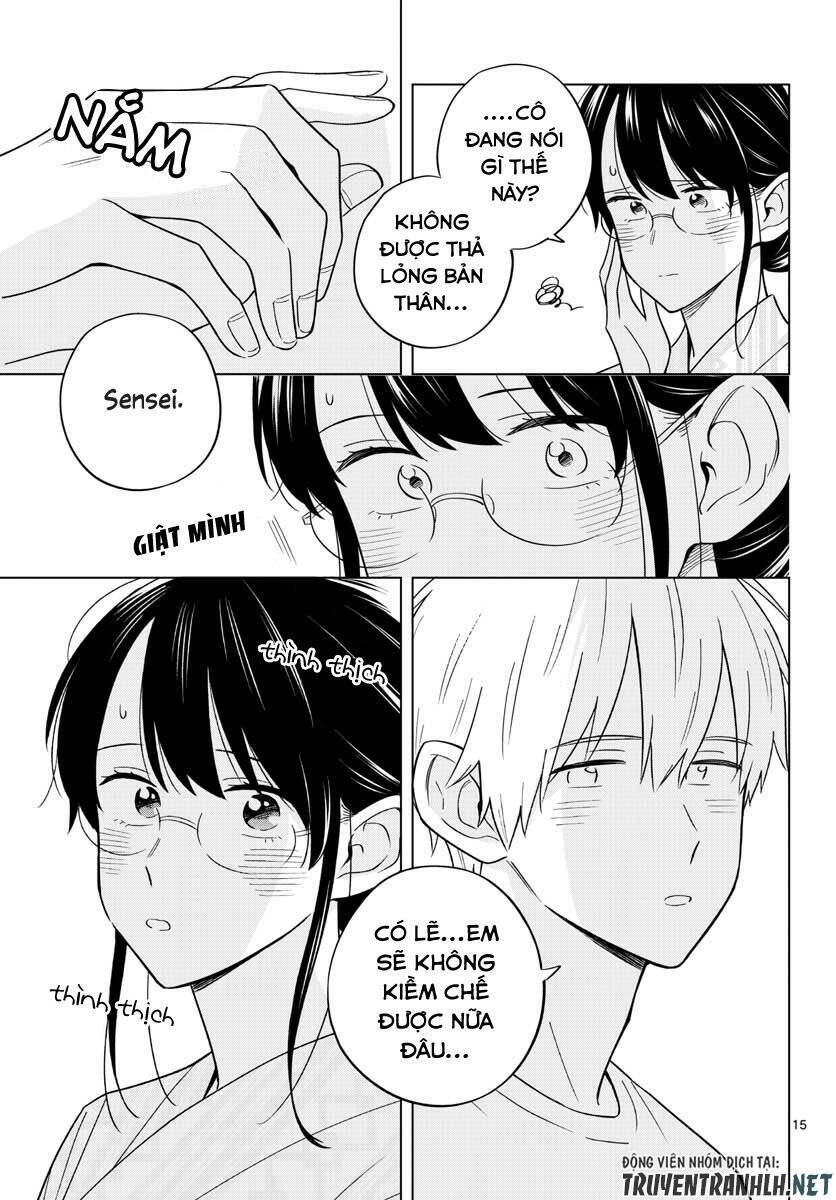 ....CÔ
ĐANG NÓI
GÌ THẾ
NÀY?
KHÔNG
ĐƯỢC THẢ
LỎNG BẢN
THÂN...
NẮM
Sensei.
GIẬT MÌNH
thình thịch
CÓ LẼ...EM
SẼ KHÔNG
KIỀM CHẾ
ĐƯỢC NỮA
ĐÂU...
thình thịch
15
ĐỘNG VIÊN NHÓM DỊCH TẠI:
TRUYENTRANHLH.NET